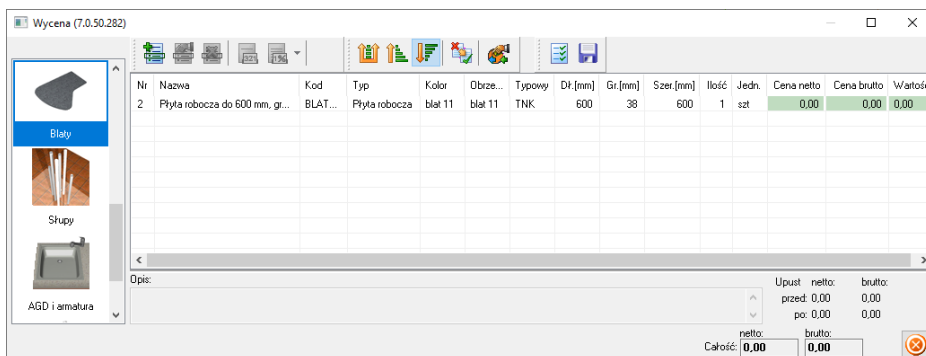 Wycena (7.0.50.282)
Nr Nazwa Kod Typ Kolor Obrze... Typowy Dł.[mm] Gr.[mm] Szer.[mm] Ilość Jedn. Cena netto Cena brutto Wartość
2 Płyta robocza do 600 mm, gr... BLAT... Płyta robocza blat 11 blat 11 TNK 600 38 600 1 szt 0,00 0,00 0,00
Blaty
Słupy
AGD i armatura
Opis:
Upust netto: brutto:
przed: 0,00 0,00
po: 0,00 0,00
netto: brutto:
Całość: 0,00 0,00